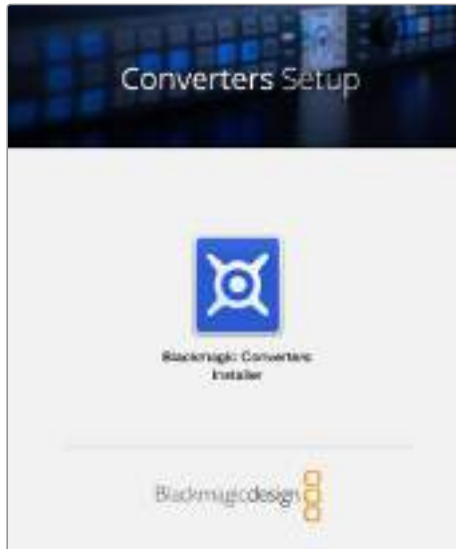 Converters Setup
Blackmagic Converters
Installer
Blackmagicdesign